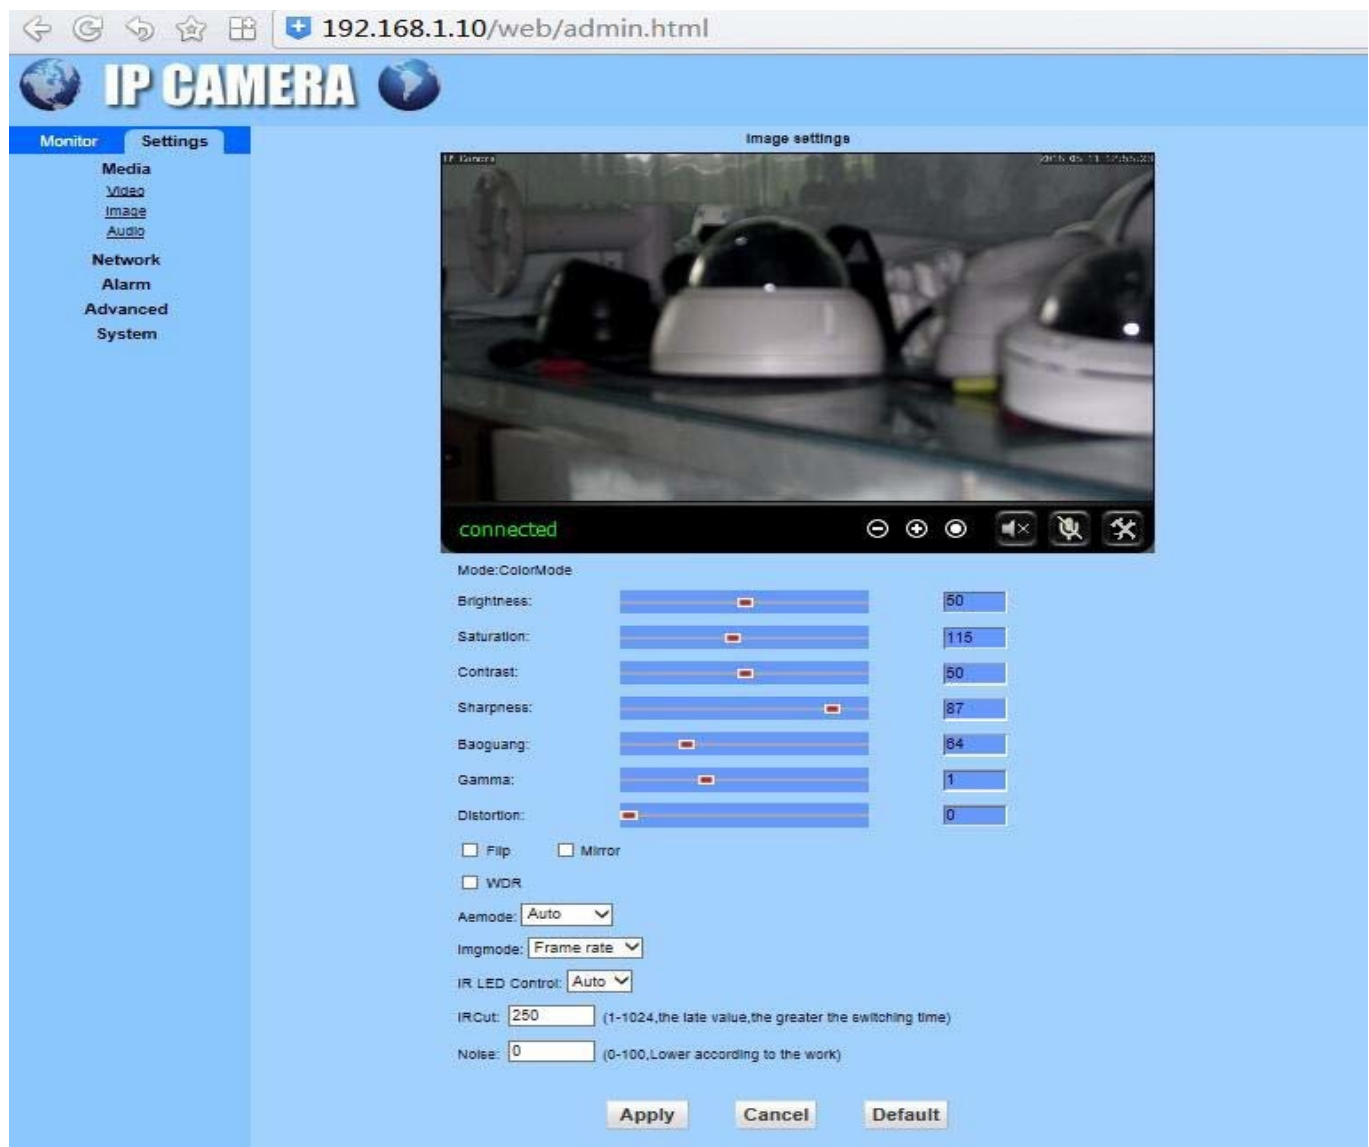 192.168.1.10/web/admin.html
IP CAMERA
Monitor Settings
Media
Video
Image
Audio
Network
Alarm
Advanced
System
Image settings
IP Camera
connected
Mode:ColorMode
Brightness: 50
Saturation: 115
Contrast: 50
Sharpness: 87
Baoguang: 64
Gamma: 1
Distortion: 0
Flip Mirror
WDR
Aemode: Auto
Imgmode: Frame rate
IR LED Control: Auto
IRCut: 250 (1-1024,the late value,the greater the switching time)
Noise: 0 (0-100,Lower according to the work)
Apply Cancel Default